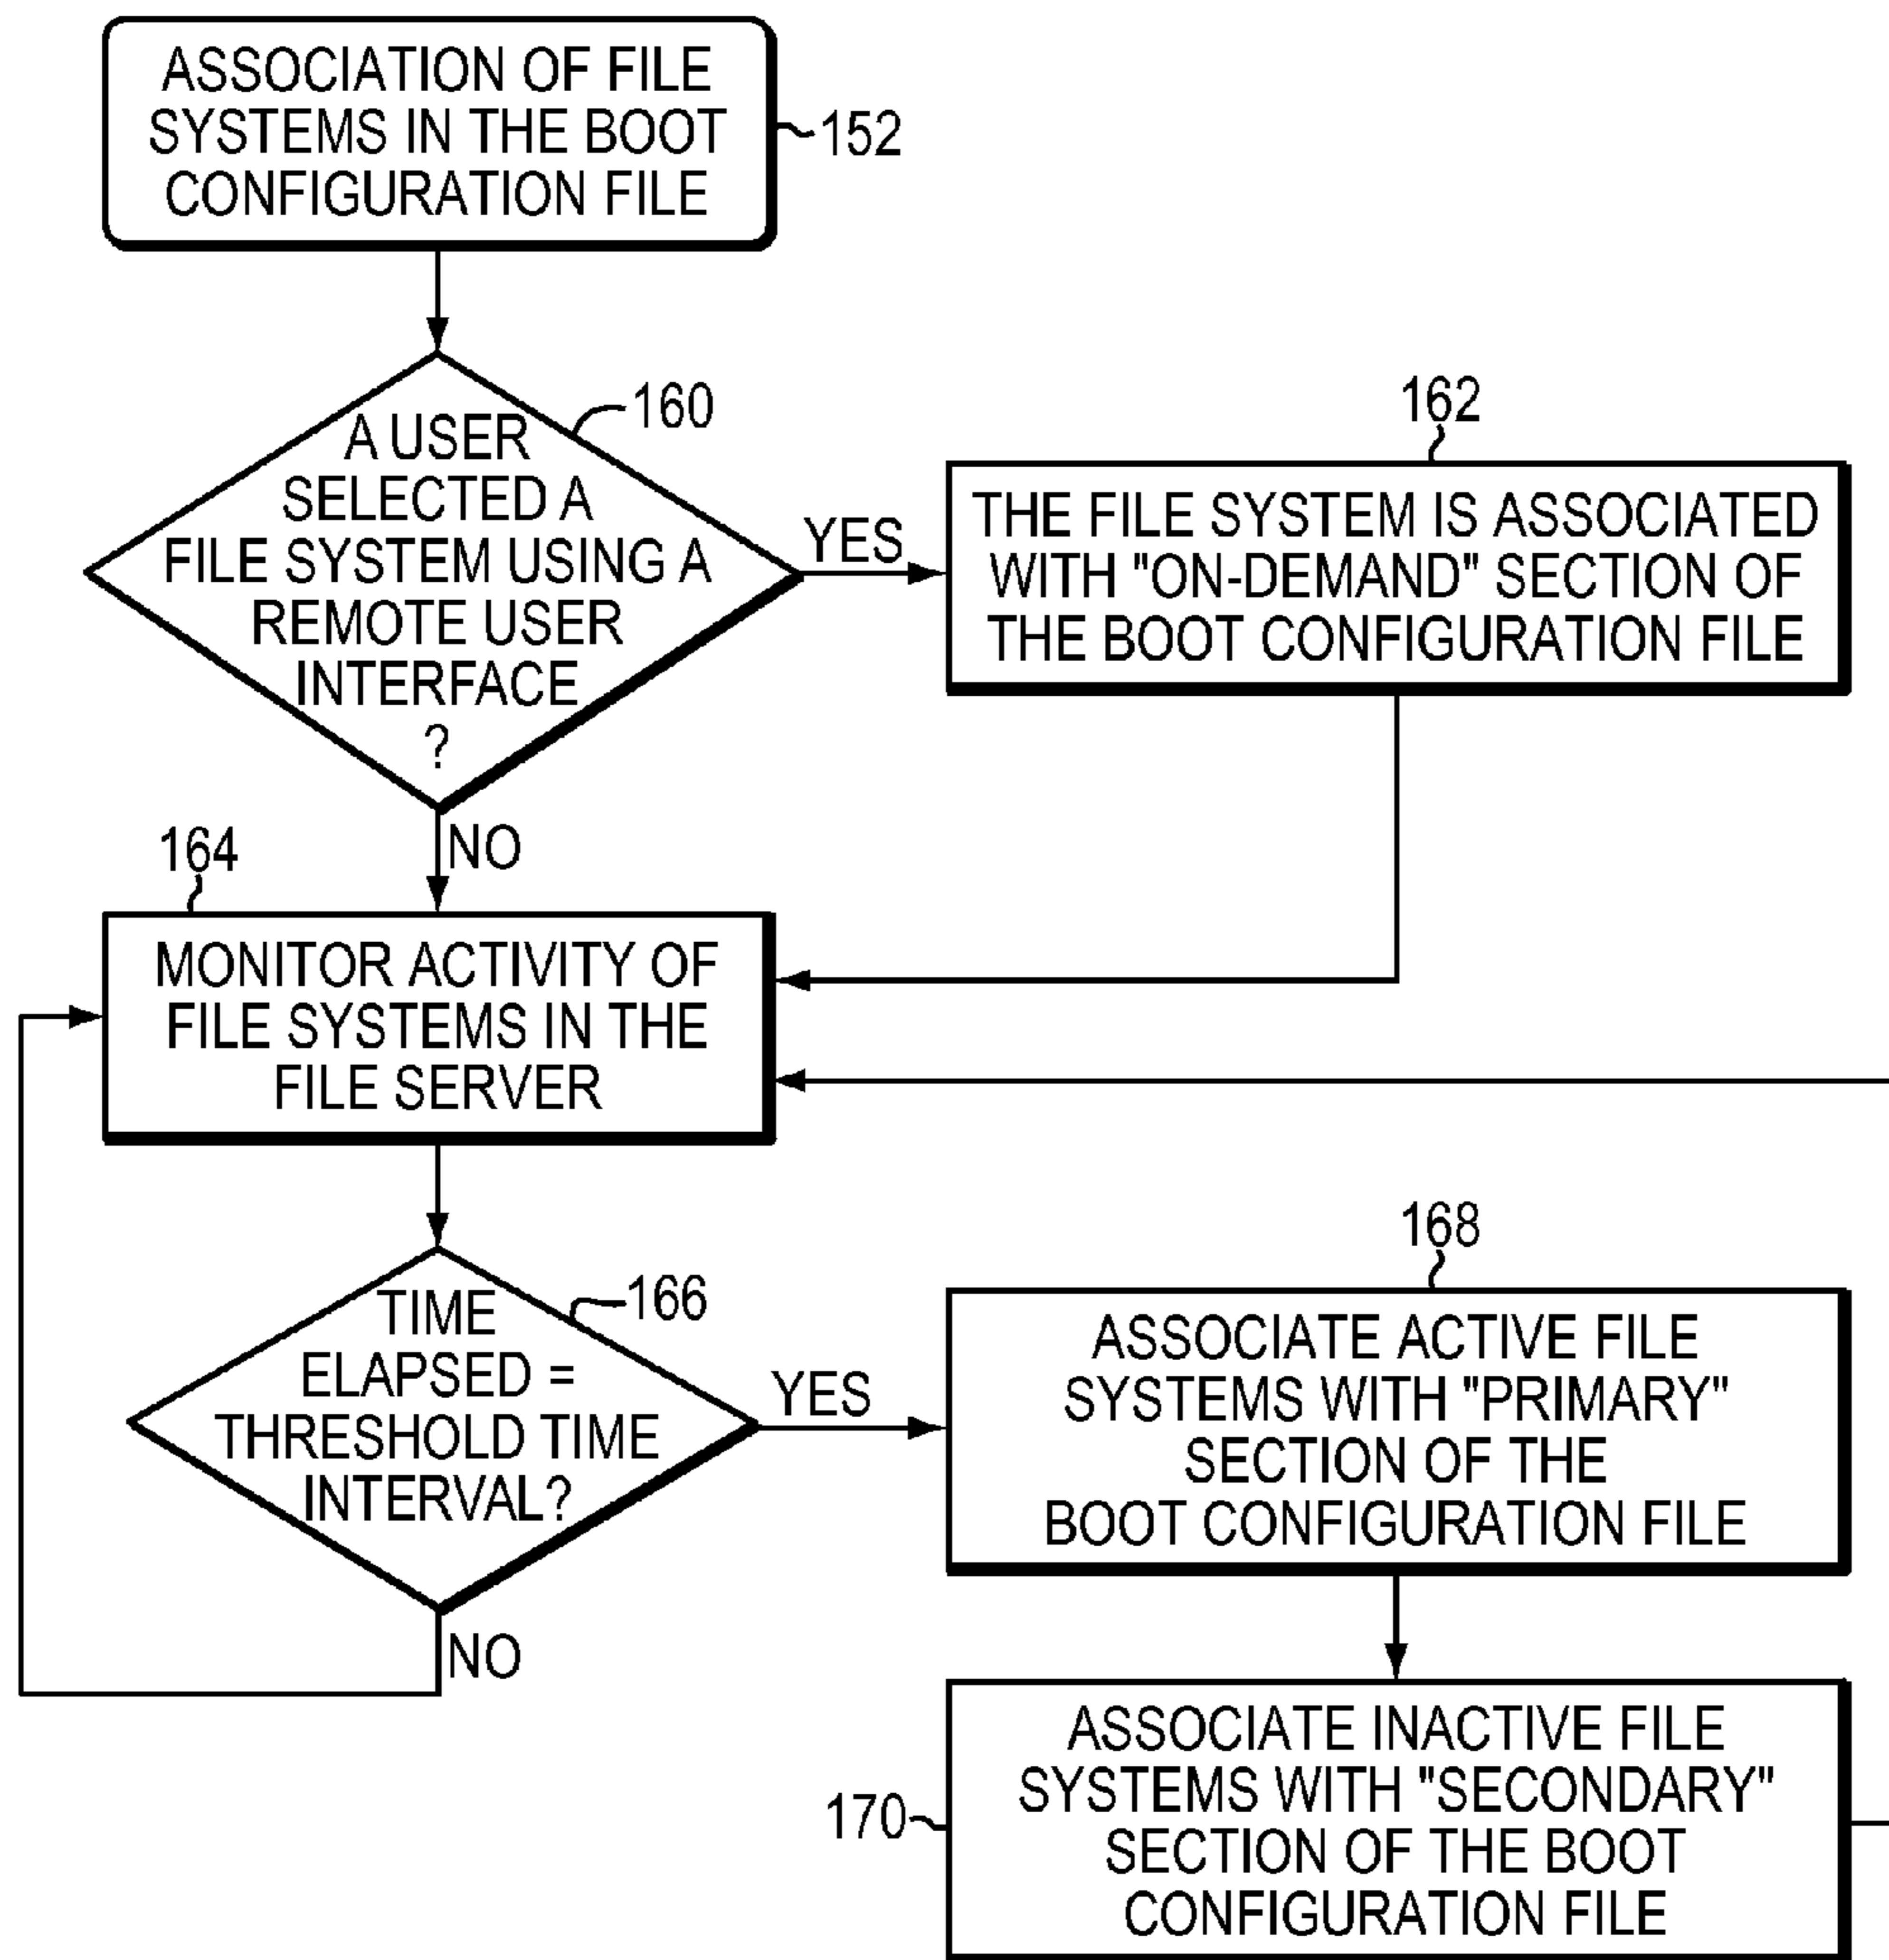 ASSOCIATION OF FILE
SYSTEMS IN THE BOOT
CONFIGURATION FILE
152
A USER
SELECTED A
FILE SYSTEM USING A
REMOTE USER
INTERFACE
?
160
YES
162
THE FILE SYSTEM IS ASSOCIATED
WITH "ON-DEMAND" SECTION OF
THE BOOT CONFIGURATION FILE
NO
164
MONITOR ACTIVITY OF
FILE SYSTEMS IN THE
FILE SERVER
TIME
ELAPSED =
THRESHOLD TIME
INTERVAL?
166
YES
NO
168
ASSOCIATE ACTIVE FILE
SYSTEMS WITH "PRIMARY"
SECTION OF THE
BOOT CONFIGURATION FILE
170
ASSOCIATE INACTIVE FILE
SYSTEMS WITH "SECONDARY"
SECTION OF THE BOOT
CONFIGURATION FILE